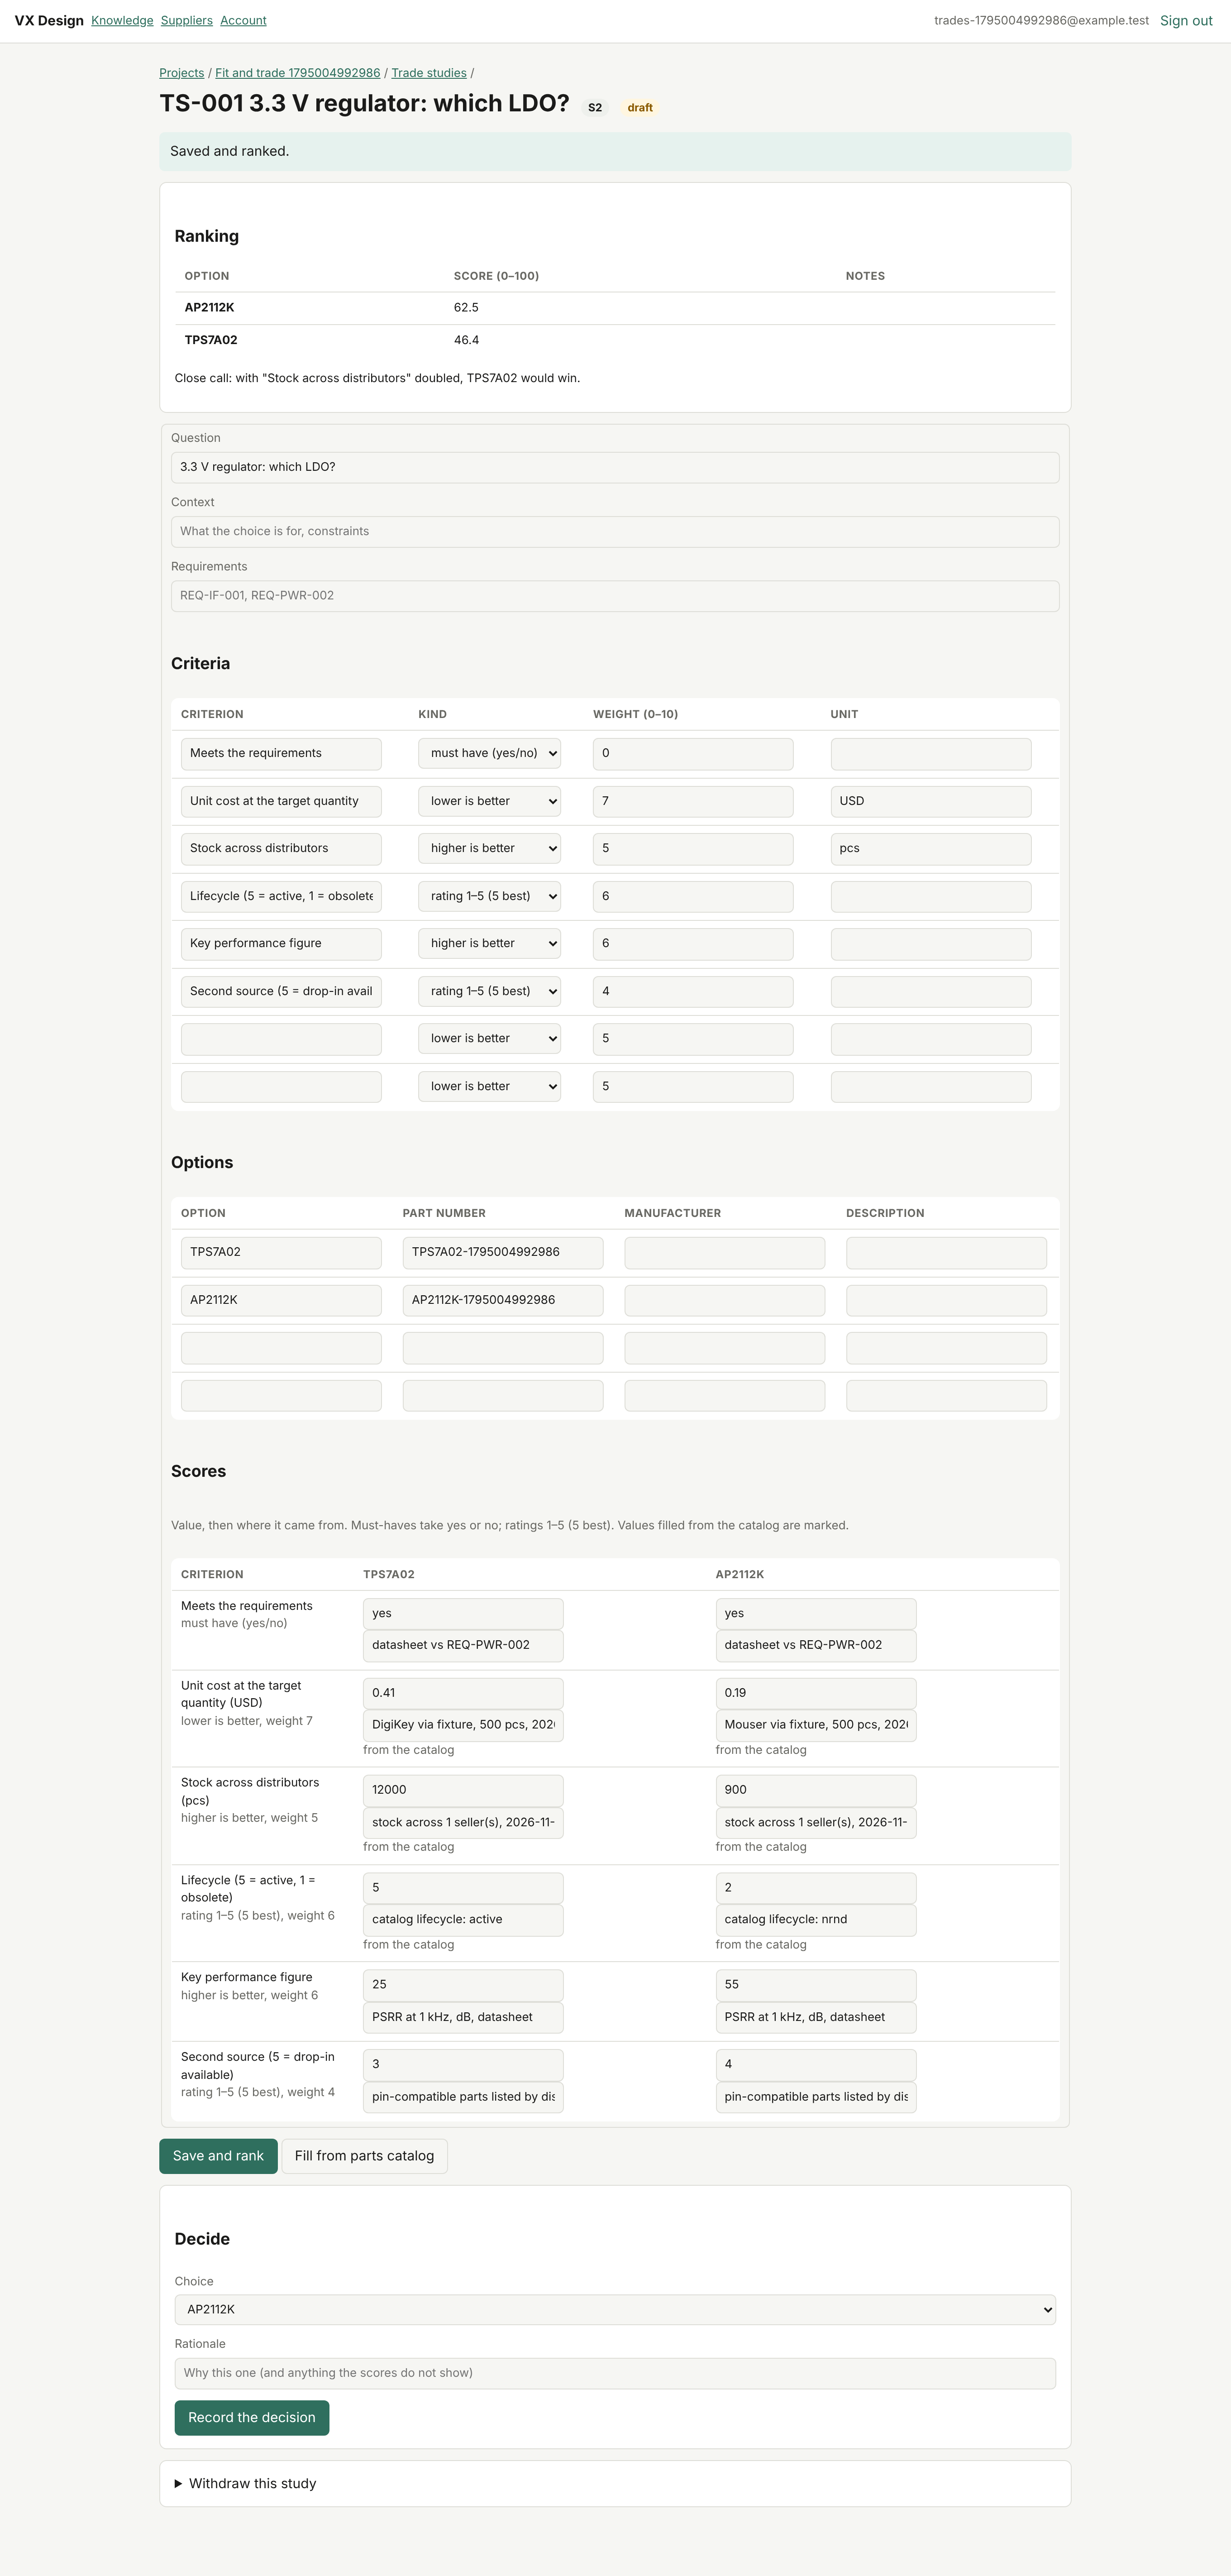 VX Design Knowledge Suppliers Account trades-1795004992986@example.test Sign out
Projects / Fit and trade 1795004992986 / Trade studies /
TS-001 3.3 V regulator: which LDO? S2 draft
Saved and ranked.
Ranking
OPTION SCORE (0–100) NOTES
AP2112K 62.5
TPS7A02 46.4
Close call: with "Stock across distributors" doubled, TPS7A02 would win.
Question
3.3 V regulator: which LDO?
Context
What the choice is for, constraints
Requirements
REQ-IF-001, REQ-PWR-002
Criteria
CRITERION KIND WEIGHT (0–10) UNIT
Meets the requirements must have (yes/no) 0
Unit cost at the target quantity lower is better 7 USD
Stock across distributors higher is better 5 pcs
Lifecycle (5 = active, 1 = obsolete rating 1–5 (5 best) 6
Key performance figure higher is better 6
Second source (5 = drop-in avail rating 1–5 (5 best) 4
lower is better 5
lower is better 5
Options
OPTION PART NUMBER MANUFACTURER DESCRIPTION
TPS7A02 TPS7A02-1795004992986
AP2112K AP2112K-1795004992986
Scores
Value, then where it came from. Must-haves take yes or no; ratings 1–5 (5 best). Values filled from the catalog are marked.
CRITERION TPS7A02 AP2112K
Meets the requirements yes yes
must have (yes/no) datasheet vs REQ-PWR-002 datasheet vs REQ-PWR-002
Unit cost at the target 0.41 0.19
quantity (USD)
lower is better, weight 7 DigiKey via fixture, 500 pcs, 202 Mouser via fixture, 500 pcs, 202
from the catalog from the catalog
Stock across distributors 12000 900
(pcs)
higher is better, weight 5 stock across 1 seller(s), 2026-11- stock across 1 seller(s), 2026-11-
from the catalog from the catalog
Lifecycle (5 = active, 1 = 5 2
obsolete)
rating 1–5 (5 best), weight 6 catalog lifecycle: active catalog lifecycle: nrnd
from the catalog from the catalog
Key performance figure 25 55
higher is better, weight 6 PSRR at 1 kHz, dB, datasheet PSRR at 1 kHz, dB, datasheet
Second source (5 = drop-in 3 4
available)
rating 1–5 (5 best), weight 4 pin-compatible parts listed by dis pin-compatible parts listed by dis
Save and rank Fill from parts catalog
Decide
Choice
AP2112K
Rationale
Why this one (and anything the scores do not show)
Record the decision
Withdraw this study